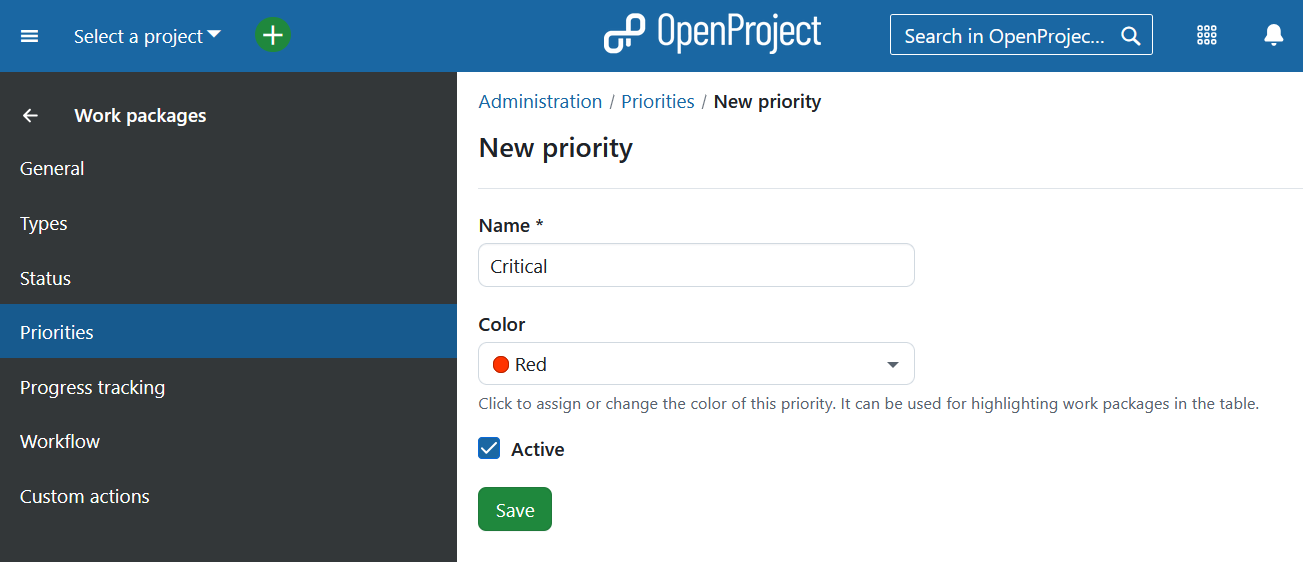 Select a project
OpenProject
Search in OpenProjec...
Work packages
General
Types
Status
Priorities
Progress tracking
Workflow
Custom actions
Administration / Priorities / New priority
New priority
Name *
Critical
Color
Red
Click to assign or change the color of this priority. It can be used for highlighting work packages in the table.
Active
Save